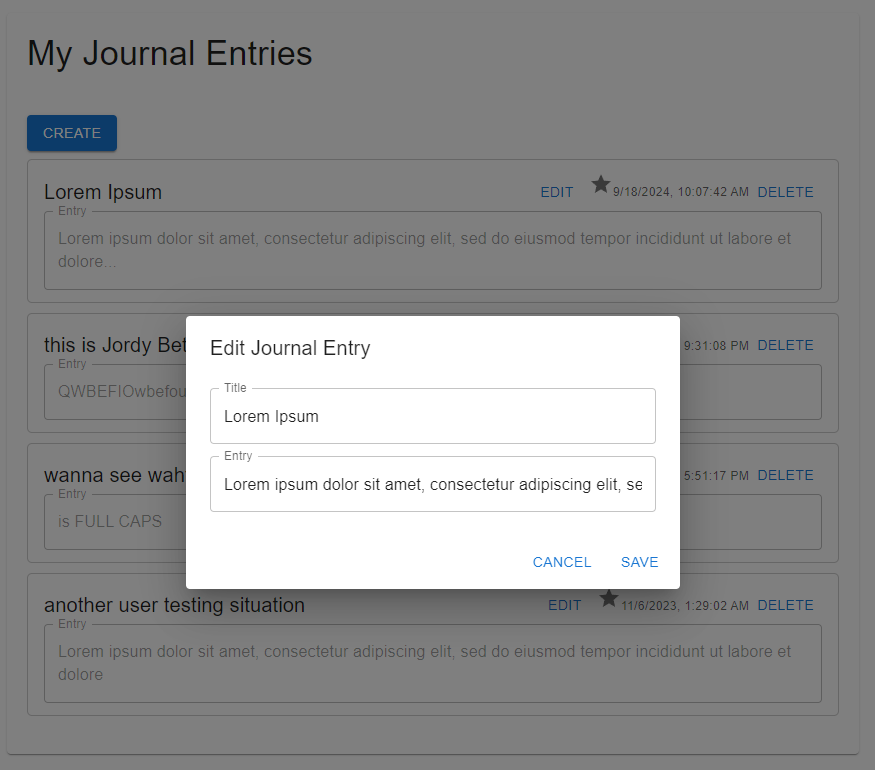 My Journal Entries
CREATE
Lorem Ipsum EDIT 9/18/2024, 10:07:42 AM DELETE
Entry
Lorem ipsum dolor sit amet, consectetur adipiscing elit, sed do eiusmod tempor incididunt ut labore et
dolore...
this is Jordy 9:31:08 PM DELETE
Entry
wanna see 5:51:17 PM DELETE
Entry
is FULL CAPS
Edit Journal Entry
Title
Lorem Ipsum
Entry
Lorem ipsum dolor sit amet, consectetur adipiscing elit, se
CANCEL SAVE
another user testing situation EDIT 11/6/2023, 1:29:02 AM DELETE
Entry
Lorem ipsum dolor sit amet, consectetur adipiscing elit, sed do eiusmod tempor incididunt ut labore et
dolore